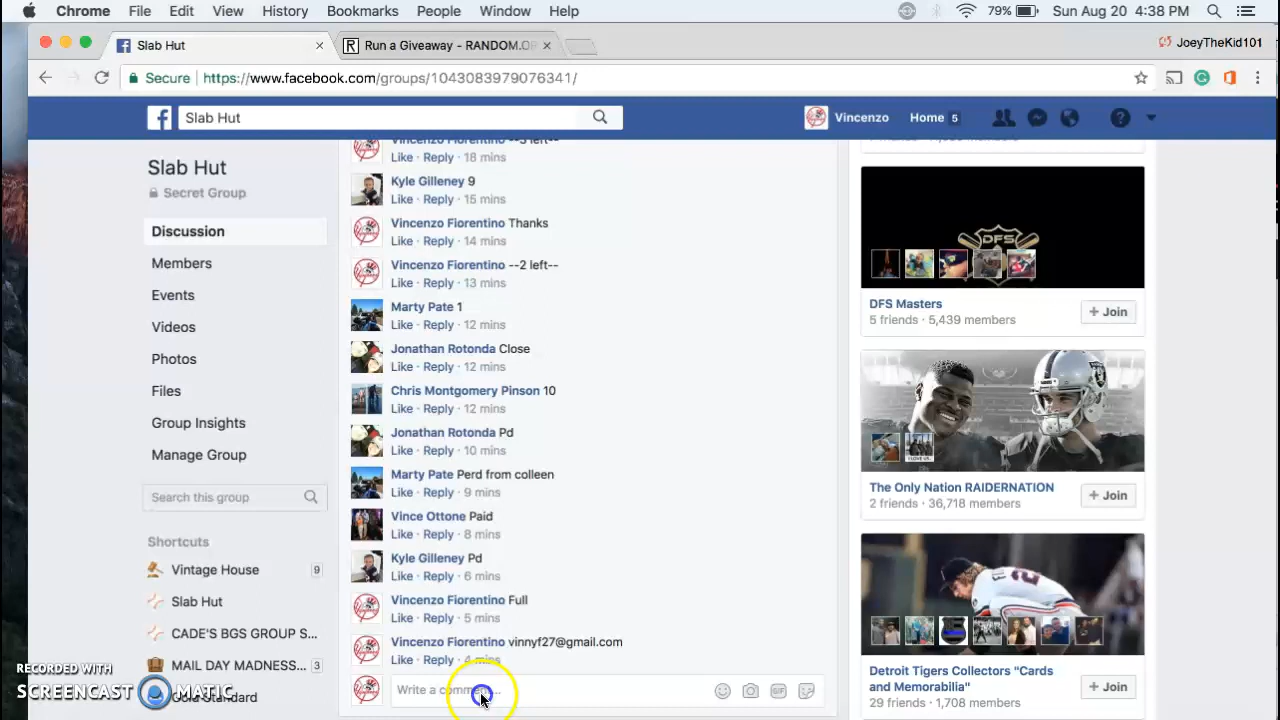 Chrome File Edit View History Bookmarks People Window Help 79% Sun Aug 20 4:38 PM
Slab Hut × Run a Giveaway - RANDOM.OR × JoeyTheKid101
Secure https://www.facebook.com/groups/1043083979076341/
Slab Hut Vincenzo Home 5
Slab Hut
Secret Group
Discussion
Members
Events
Videos
Photos
Files
Group Insights
Manage Group
Search this group
Shortcuts
Vintage House 9
Slab Hut
CADE'S BGS GROUP S...
MAIL DAY MADNESS... 3
RECORDED WITH
SCREENCAST MATIC
Vincenzo Fiorentino --3 left--
Like · Reply · 18 mins
Kyle Gilleney 9
Like · Reply · 15 mins
Vincenzo Fiorentino Thanks
Like · Reply · 14 mins
Vincenzo Fiorentino --2 left--
Like · Reply · 13 mins
Marty Pate 1
Like · Reply · 12 mins
Jonathan Rotonda Close
Like · Reply · 12 mins
Chris Montgomery Pinson 10
Like · Reply · 12 mins
Jonathan Rotonda Pd
Like · Reply · 10 mins
Marty Pate Perd from colleen
Like · Reply · 9 mins
Vince Ottone Paid
Like · Reply · 8 mins
Kyle Gilleney Pd
Like · Reply · 6 mins
Vincenzo Fiorentino Full
Like · Reply · 5 mins
Vincenzo Fiorentino vinnyf27@gmail.com
Like · Reply · 4 mins
Write a comment...
DFS
DFS Masters
5 friends · 5,439 members
+ Join
The Only Nation RAIDERNATION
2 friends · 36,718 members
+ Join
Detroit Tigers Collectors "Cards
and Memorabilia"
29 friends · 1,708 members
+ Join